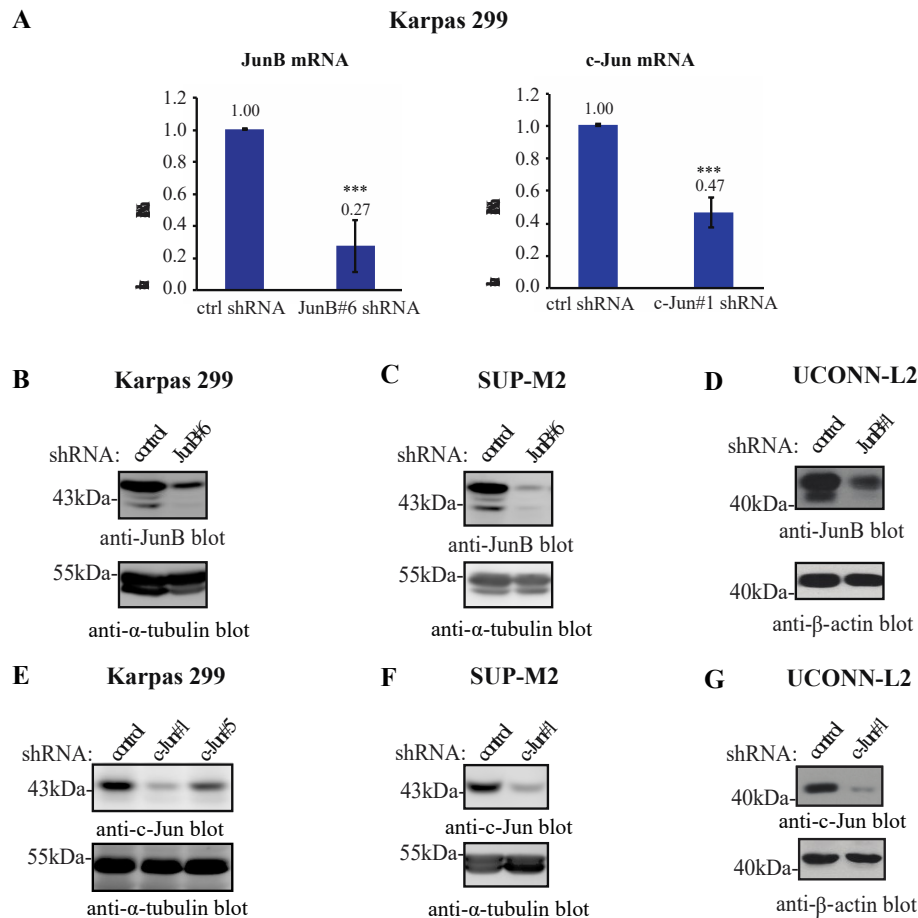 A
Karpas 299
JunB mRNA
c-Jun mRNA
1.2
1.0
0.8
0.6
0.4
0.2
0.0
1.00
***
0.27
ctrl shRNA JunB#6 shRNA
1.2
1.0
0.8
0.6
0.4
0.2
0.0
1.00
***
0.47
ctrl shRNA c-Jun#1 shRNA
B
Karpas 299
shRNA: control JunB#6
43kDa-
anti-JunB blot
55kDa-
anti-α-tubulin blot
C
SUP-M2
shRNA: control JunB#6
43kDa-
anti-JunB blot
55kDa-
anti-α-tubulin blot
D
UCONN-L2
shRNA: control JunB#1
40kDa-
anti-JunB blot
40kDa-
anti-β-actin blot
E
Karpas 299
shRNA: control c-Jun#1 c-Jun#5
43kDa-
anti-c-Jun blot
55kDa-
anti-α-tubulin blot
F
SUP-M2
shRNA: control c-Jun#1
43kDa-
anti-c-Jun blot
55kDa-
anti-α-tubulin blot
G
UCONN-L2
shRNA: control c-Jun#1
40kDa-
anti-c-Jun blot
40kDa-
anti-β-actin blot